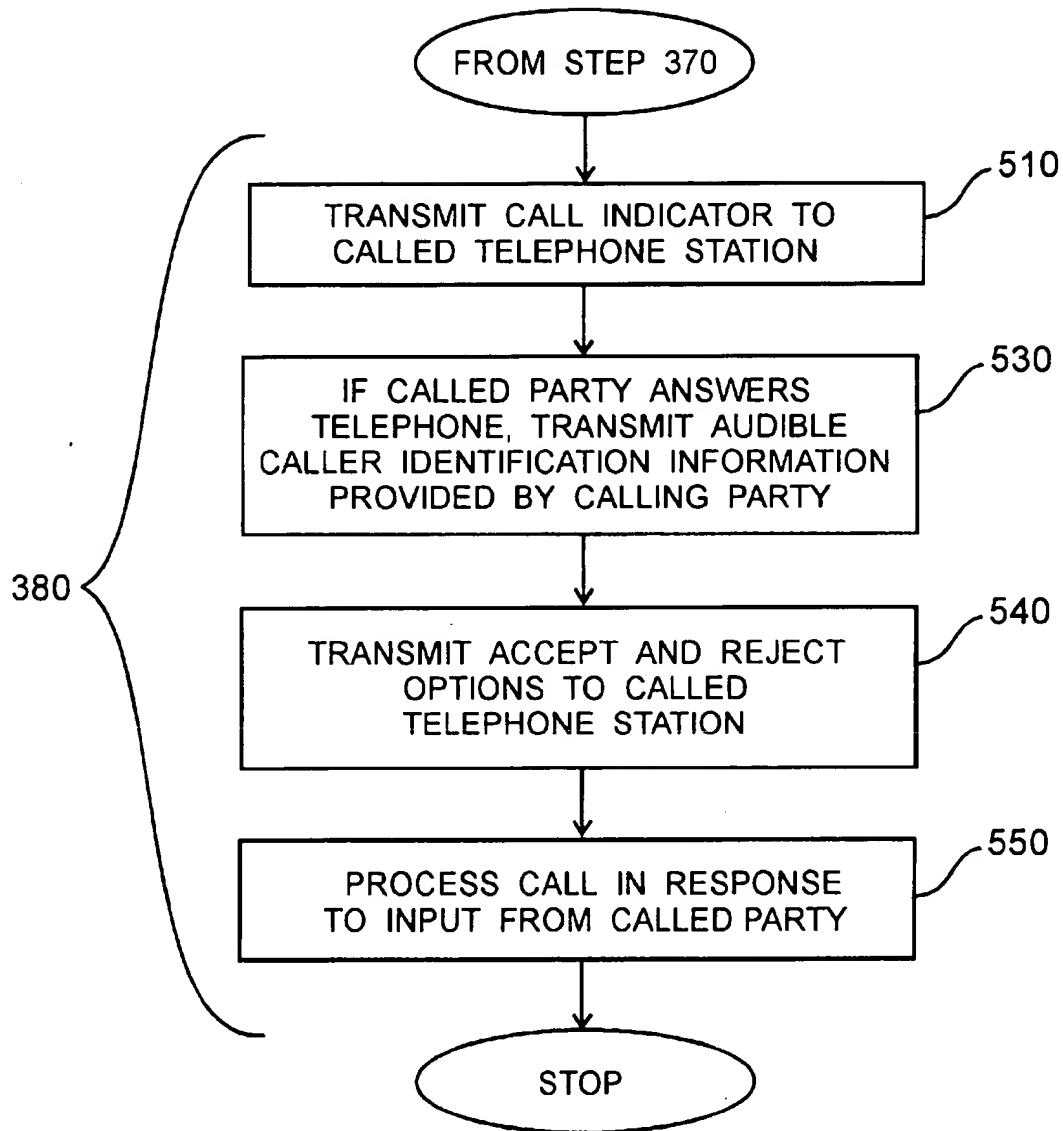 FROM STEP 370
510
TRANSMIT CALL INDICATOR TO
CALLED TELEPHONE STATION
530
IF CALLED PARTY ANSWERS
TELEPHONE, TRANSMIT AUDIBLE
CALLER IDENTIFICATION INFORMATION
PROVIDED BY CALLING PARTY
380
540
TRANSMIT ACCEPT AND REJECT
OPTIONS TO CALLED
TELEPHONE STATION
550
PROCESS CALL IN RESPONSE
TO INPUT FROM CALLED PARTY
STOP